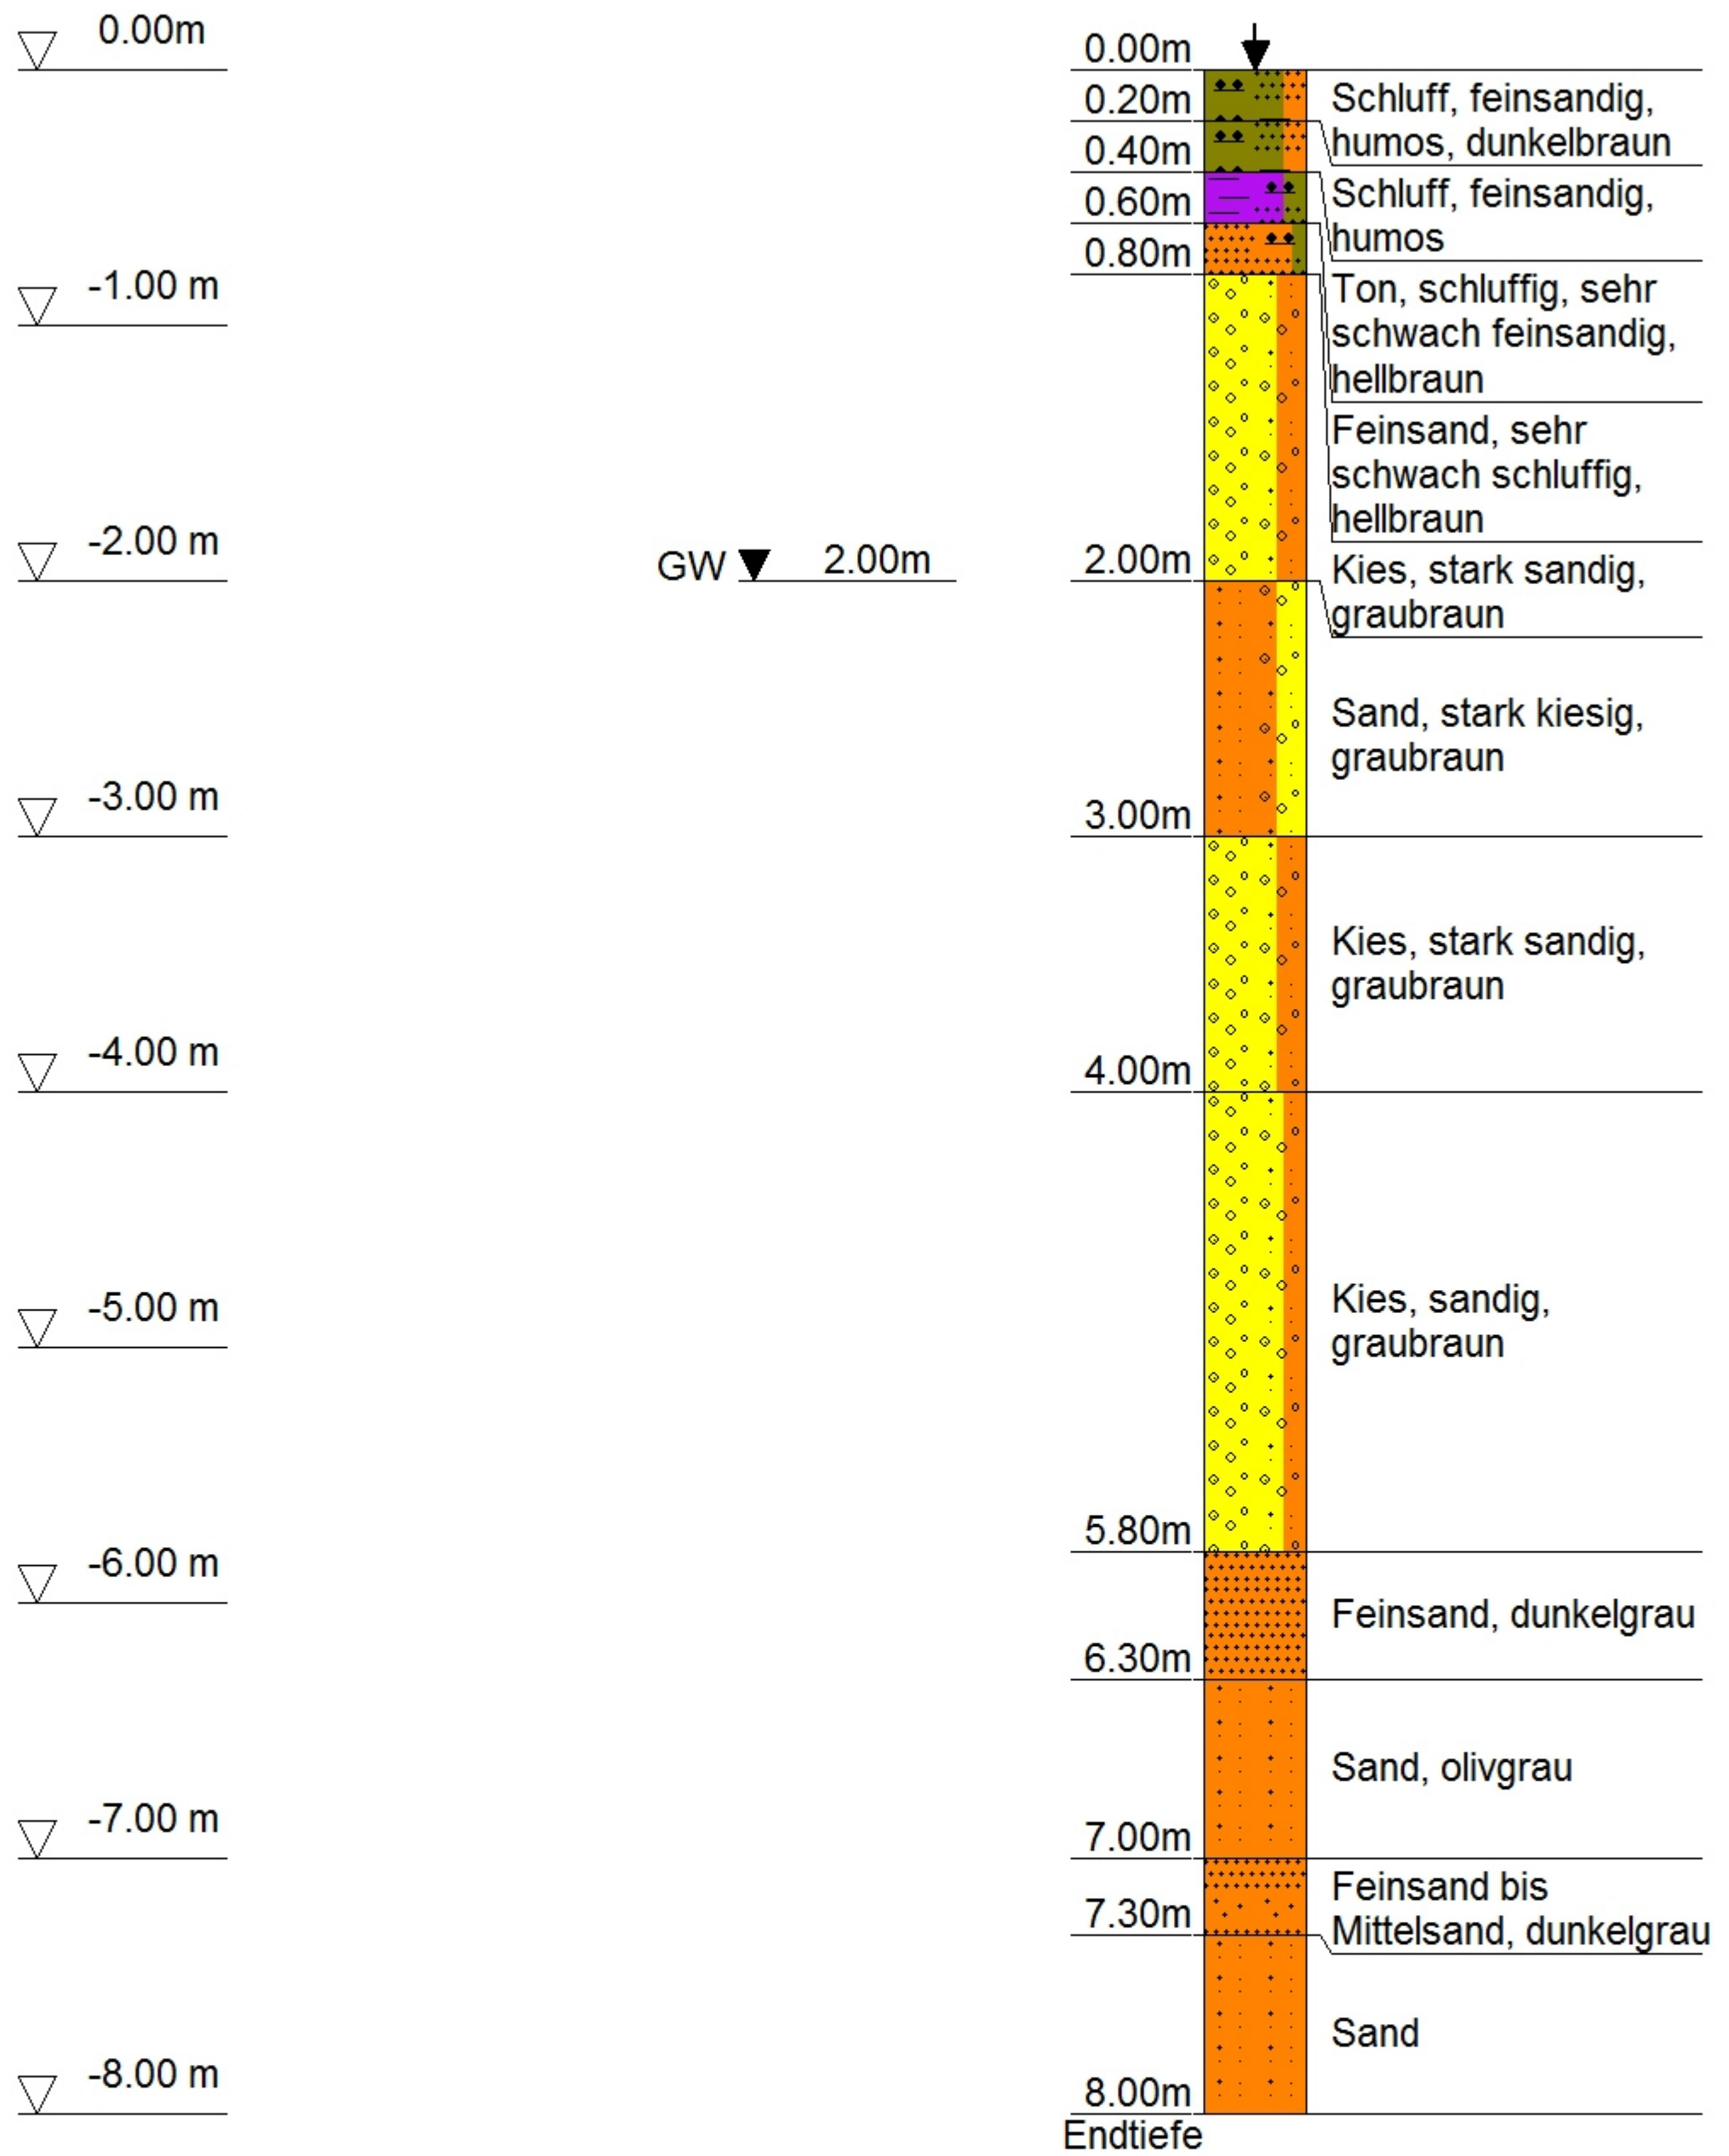 0.00m
-1.00 m
-2.00 m
-3.00 m
-4.00 m
-5.00 m
-6.00 m
-7.00 m
-8.00 m
GW 2.00m
0.00m
0.20m
0.40m
0.60m
0.80m
2.00m
3.00m
4.00m
5.80m
6.30m
7.00m
7.30m
8.00m
Endtiefe
Schluff, feinsandig,
humos, dunkelbraun
Schluff, feinsandig,
humos
Ton, schluffig, sehr
schwach feinsandig,
hellbraun
Feinsand, sehr
schwach schluffig,
hellbraun
Kies, stark sandig,
graubraun
Sand, stark kiesig,
graubraun
Kies, stark sandig,
graubraun
Kies, sandig,
graubraun
Feinsand, dunkelgrau
Sand, olivgrau
Feinsand bis
Mittelsand, dunkelgrau
Sand